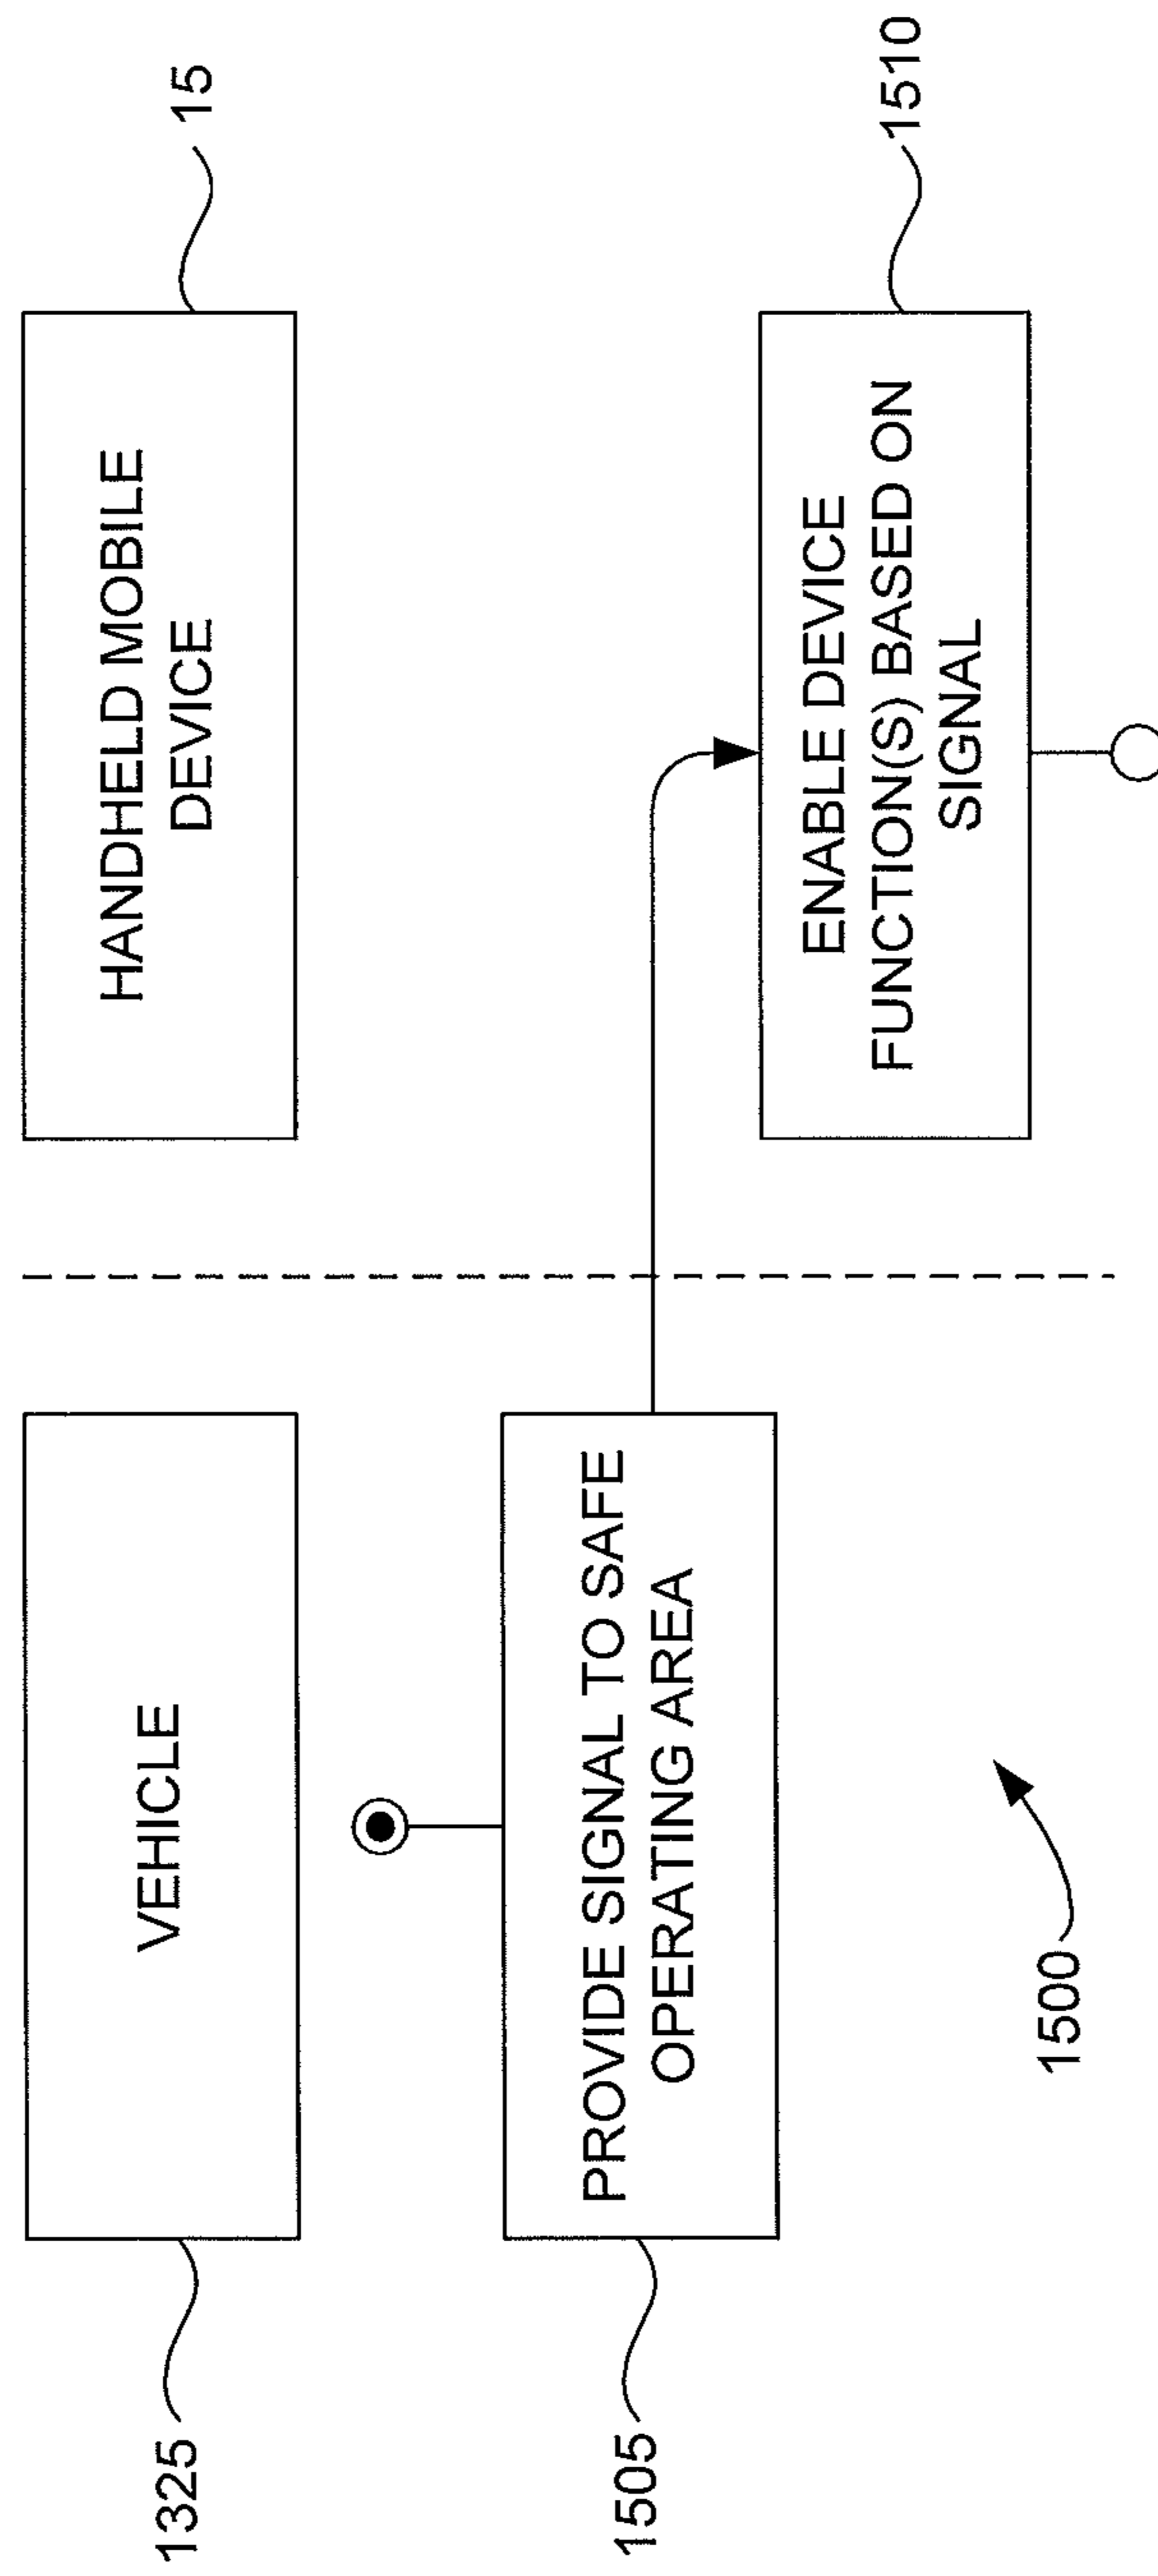 1325
VEHICLE
HANDHELD MOBILE
DEVICE
15
1505
PROVIDE SIGNAL TO SAFE
OPERATING AREA
ENABLE DEVICE
FUNCTION(S) BASED ON
SIGNAL
1510
1500